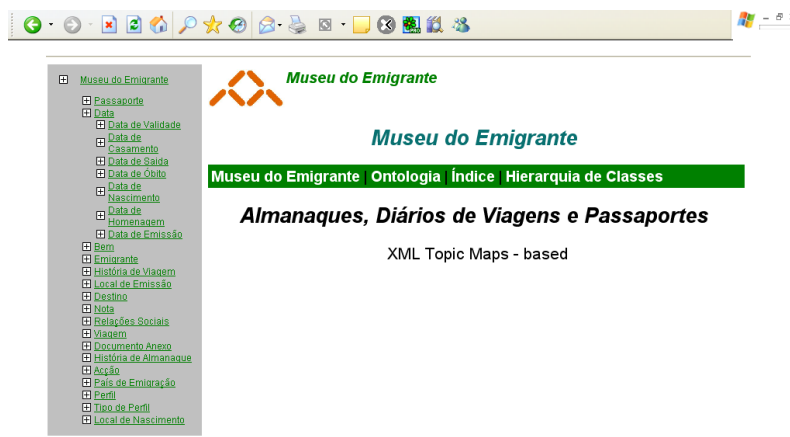 Museu do Emigrante
Passaporte
Data
Data de Validade
Data de
Casamento
Data de Saída
Data de Óbito
Data de
Nascimento
Data de
Homenagem
Data de Emissão
Bem
Emigrante
História de Viagem
Local de Emissão
Destino
Nota
Relações Sociais
Viagem
Documento Anexo
História de Almanaque
Acção
País de Emigração
Perfil
Tipo de Perfil
Local de Nascimento
Museu do Emigrante
Museu do Emigrante
Museu do Emigrante | Ontologia | Índice | Hierarquia de Classes
Almanaques, Diários de Viagens e Passaportes
XML Topic Maps - based